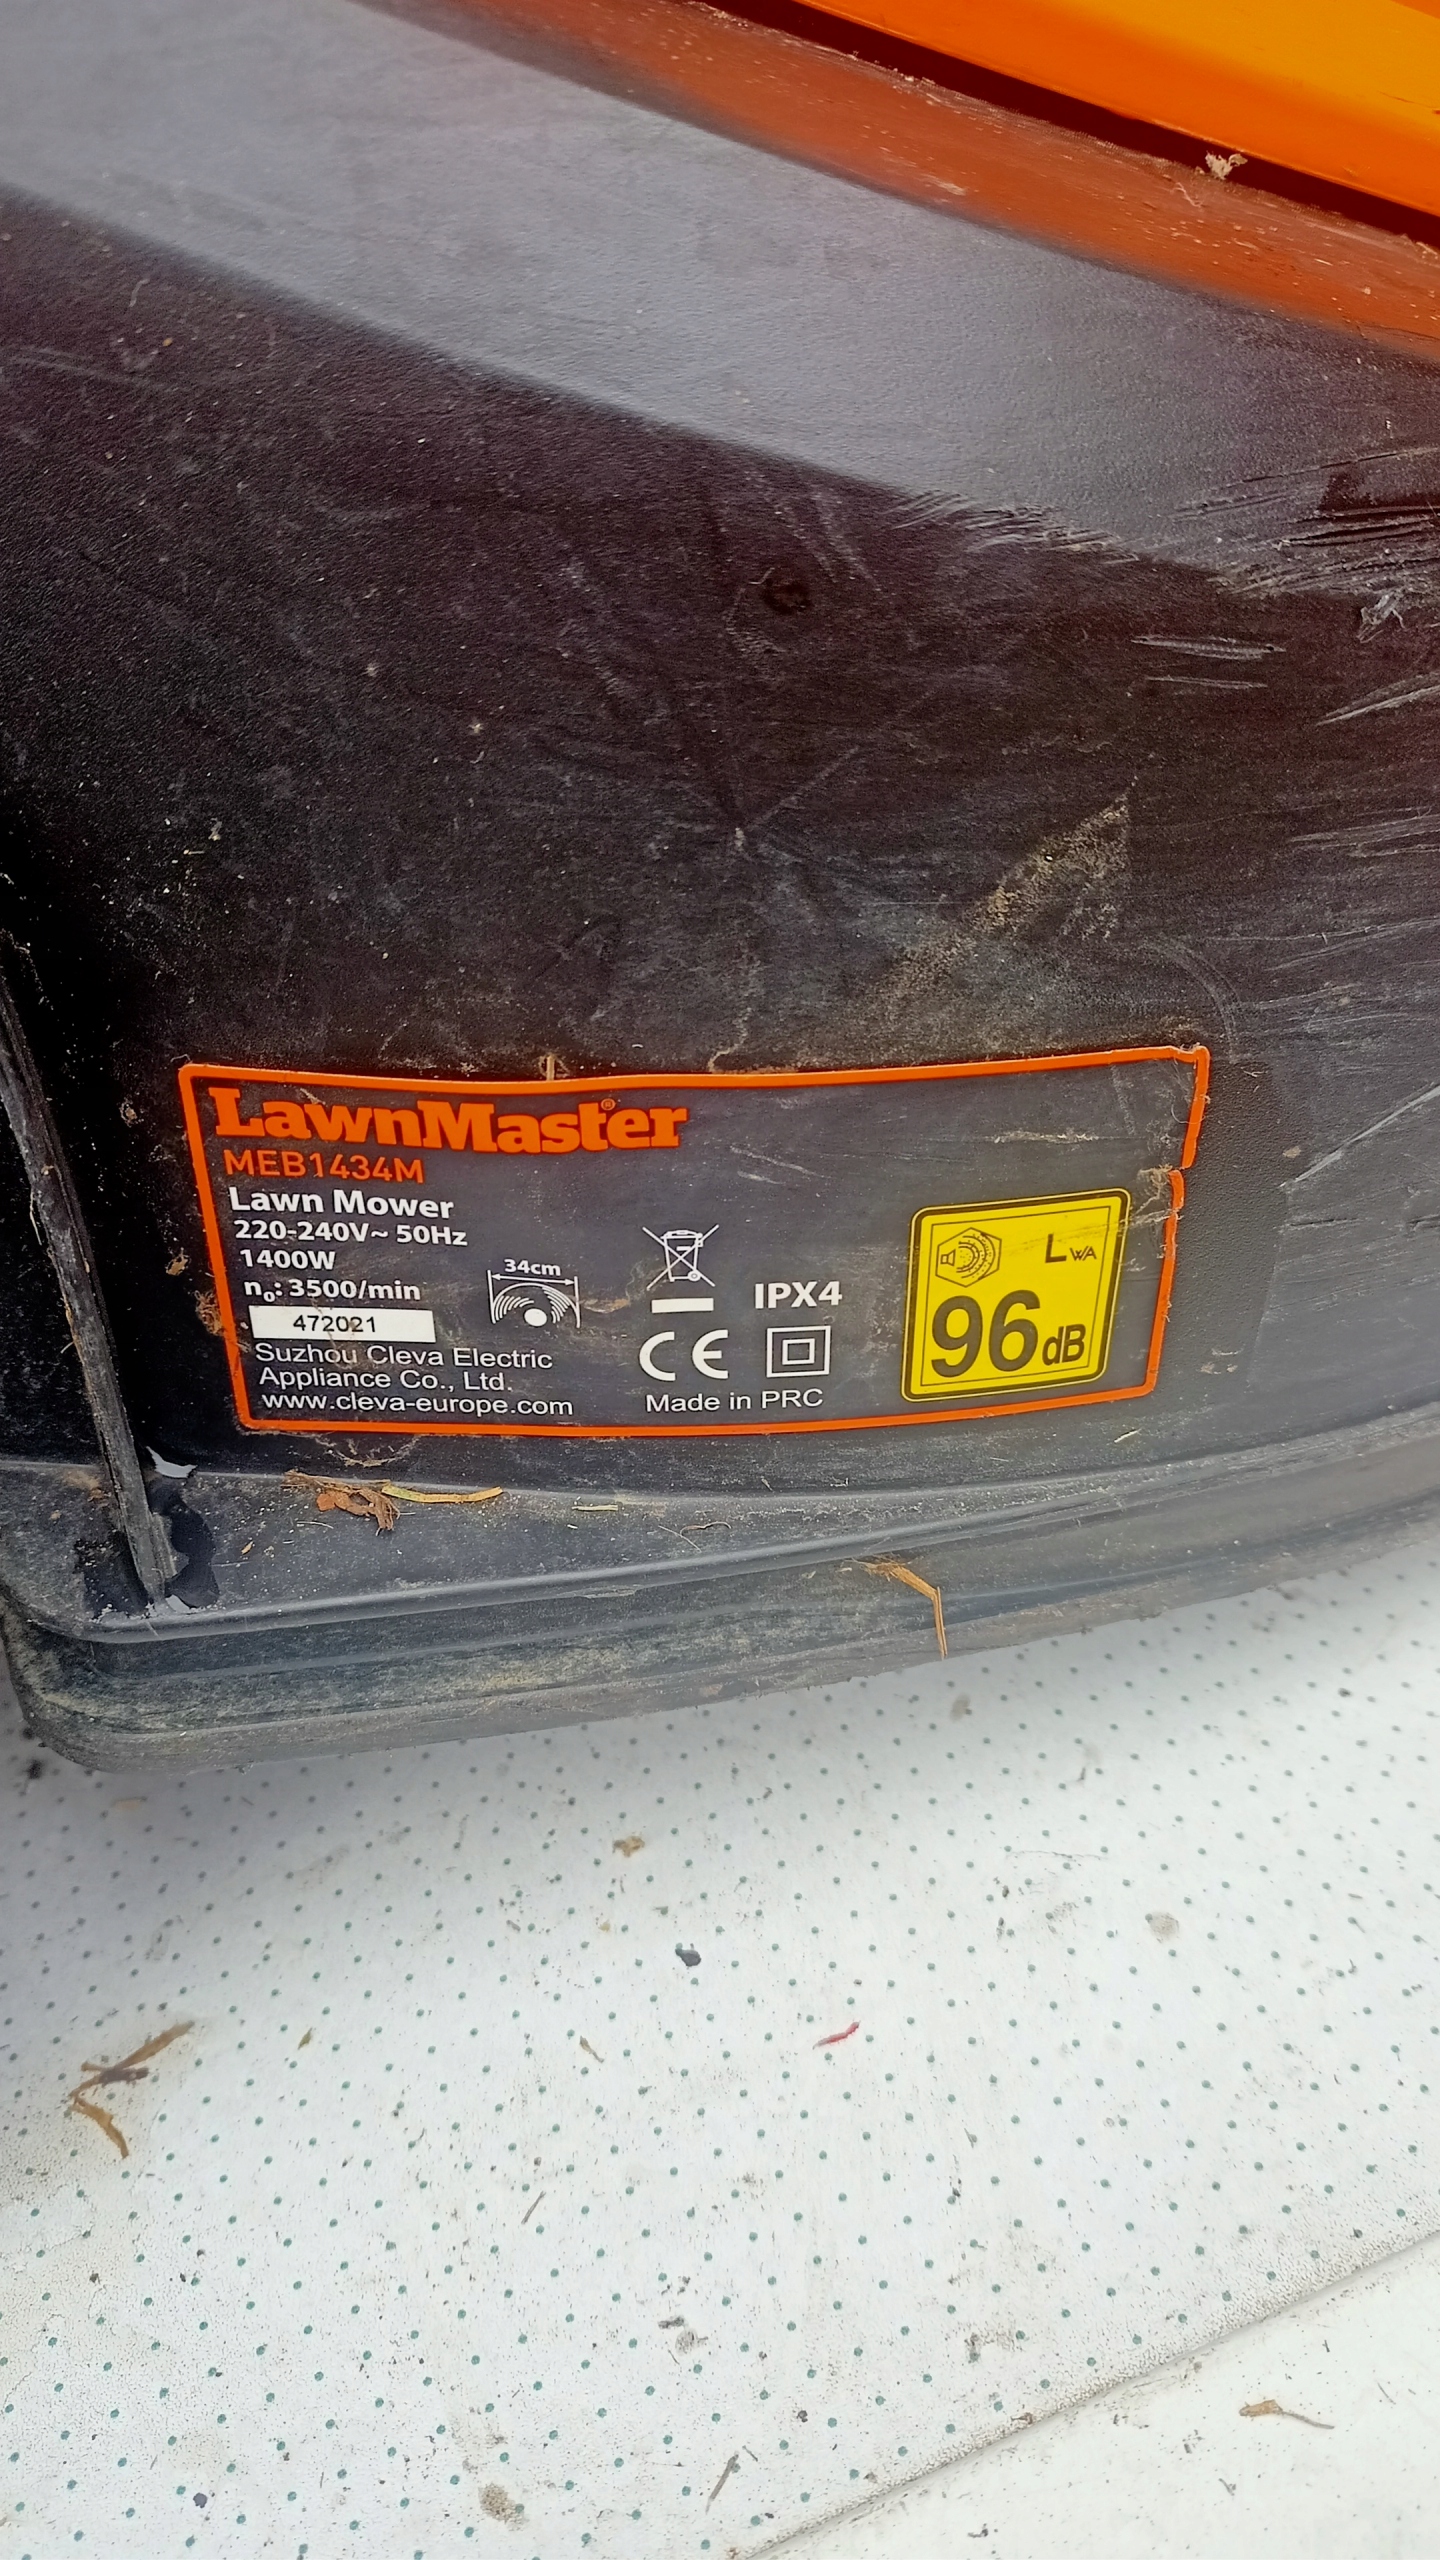 LawnMaster®
MEB1434M
Lawn Mower
220-240V~ 50Hz
1400W
n₀: 3500/min
472021
Suzhou Cleva Electric
Appliance Co., Ltd.
www.cleva-europe.com
34cm
IPX4
CE
Made in PRC
LWA
96dB